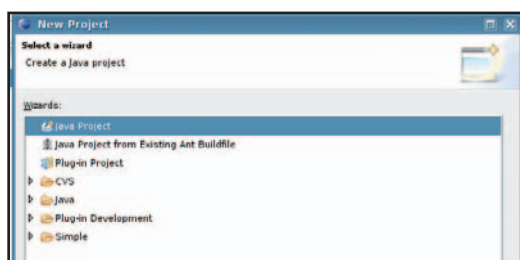 New Project
Select a wizard
Create a Java project
Wizards:
Java Project
Java Project from Existing Ant Buildfile
Plug-in Project
CVS
Java
Plug-in Development
Simple